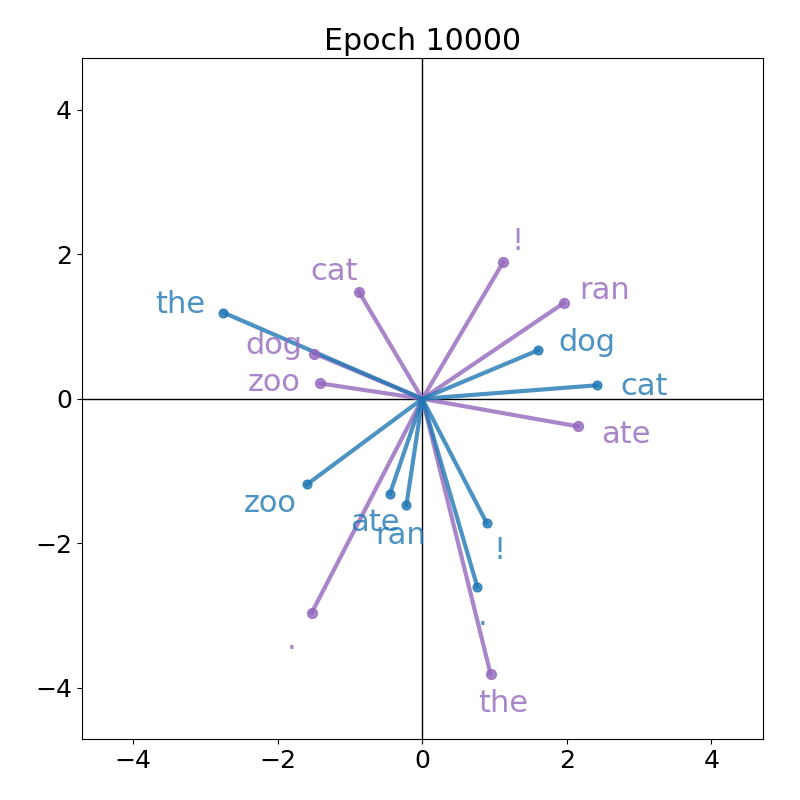 Epoch 10000
4
!
2
cat
ran
the
dog
dog
zoo
cat
0
ate
zoo
ate
ran
!
−2
.
.
−4
the
−4
−2
0
2
4